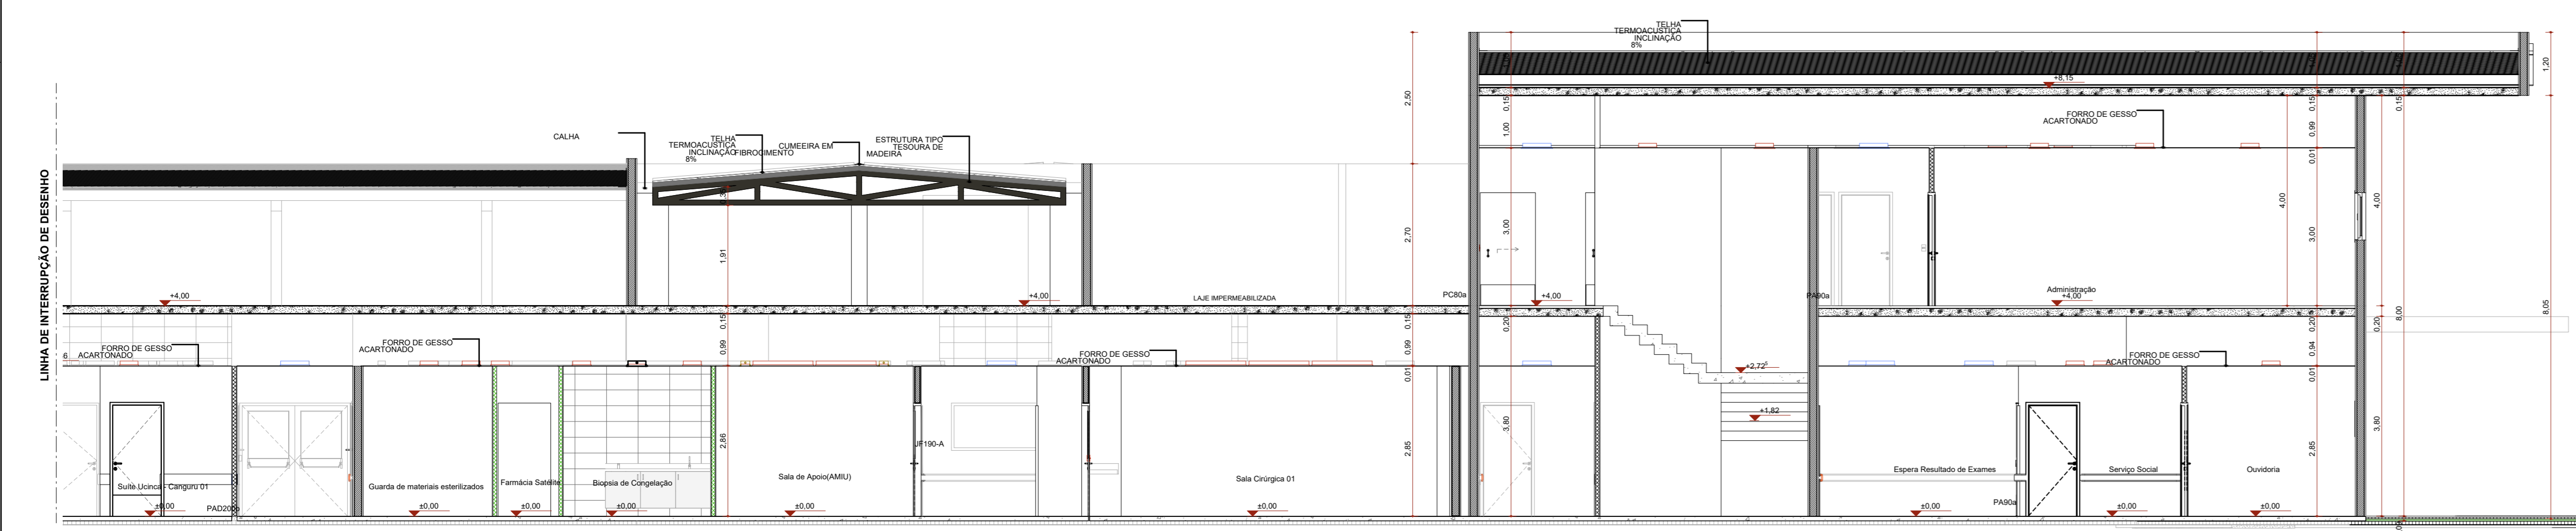 TELHA
TERMOACUSTICA
INCLINAÇÃO
8%
+8,15
1,20
2,50
0,15
1,00
0,15
0,99
0,01
0,15
FORRO DE GESSO
ACARTONADO
CALHA
TELHA
TERMOACUSTICA
INCLINAÇÃO
8%
CUMEEIRA EM
FIBROCIMENTO
ESTRUTURA TIPO
TESOURA DE
MADEIRA
LINHA DE INTERRUPÇÃO DE DESENHO
1,91
2,70
3,00
4,00
3,00
4,00
8,00
8,05
+4,00
+4,00
LAJE IMPERMEABILIZADA
PC80a
+4,00
PA90a
Administração
+4,00
0,15
0,99
0,15
0,99
0,01
0,20
0,20
0,94
0,01
0,20
FORRO DE GESSO
ACARTONADO
FORRO DE GESSO
ACARTONADO
FORRO DE GESSO
ACARTONADO
FORRO DE GESSO
ACARTONADO
+2,72⁵
+1,82
2,86
2,85
3,80
2,85
3,80
JF190-A
Suíte Ucinca - Canguru 01
±0,00
PAD200b
Guarda de materiais esterilizados
±0,00
Farmácia Satélite
±0,00
Biopsia de Congelação
±0,00
Sala de Apoio(AMIU)
±0,00
Sala Cirúrgica 01
±0,00
Espera Resultado de Exames
±0,00
PA90a
Serviço Social
±0,00
Ouvidoria
±0,00